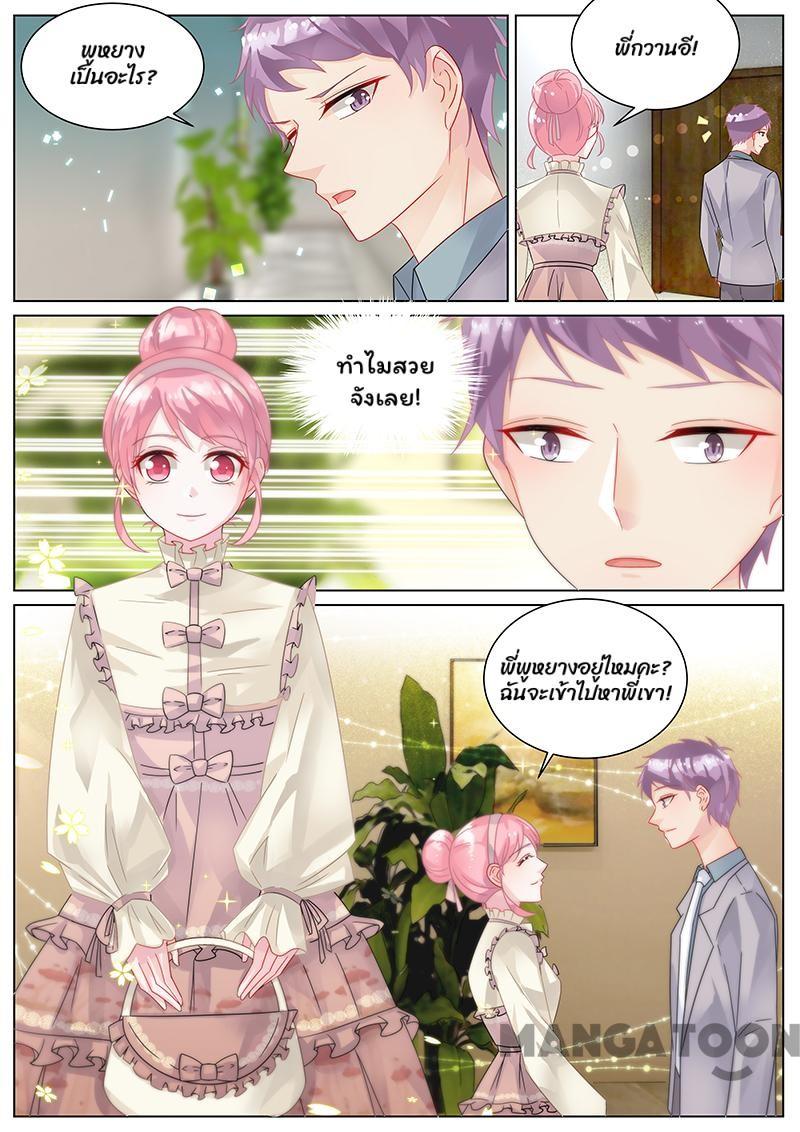 พูหยาง
เป็นอะไร?
พี่กวานอี!
ทำไมสวย
จังเลย!
พี่พูหยางอยู่ไหมคะ?
ฉันจะเข้าไปหาพี่เขา!
MANGATOON